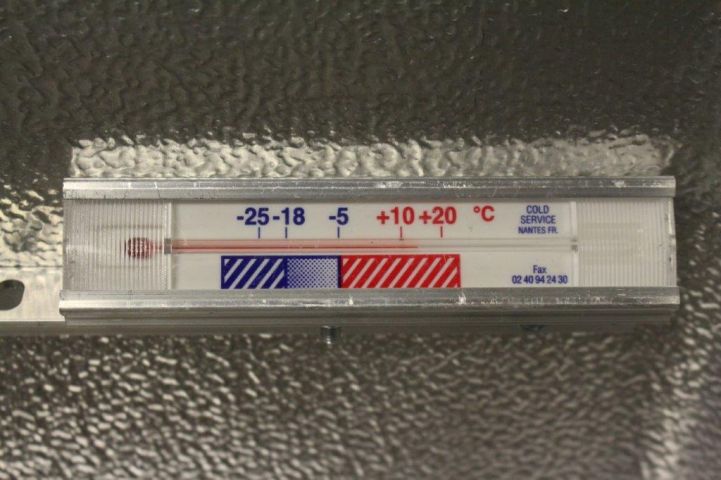 -25 -18 -5 +10 +20 °C
COLD
SERVICE
NANTES FR.
Fax
02 40 94 24 30